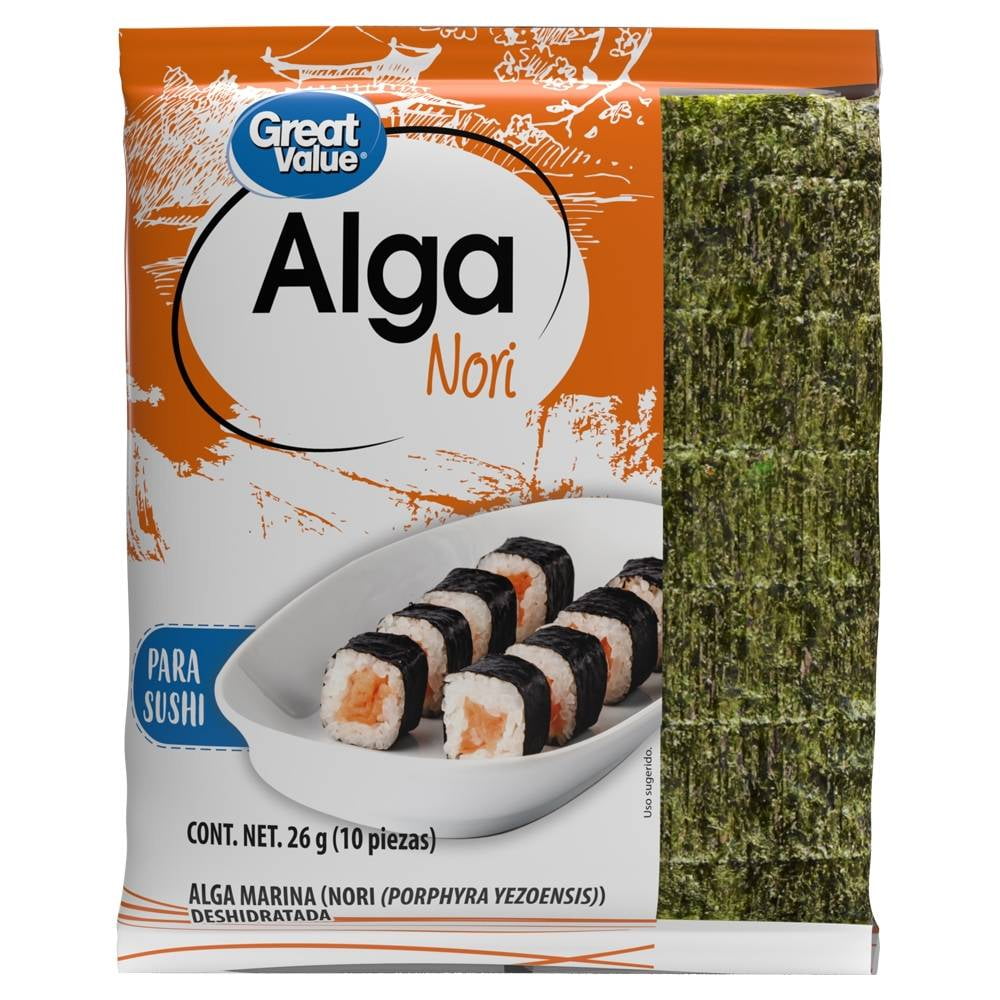 Great
Value®
Alga
Nori
PARA
SUSHI
Uso sugerido.
CONT. NET. 26 g (10 piezas)
ALGA MARINA (NORI (PORPHYRA YEZOENSIS))
DESHIDRATADA